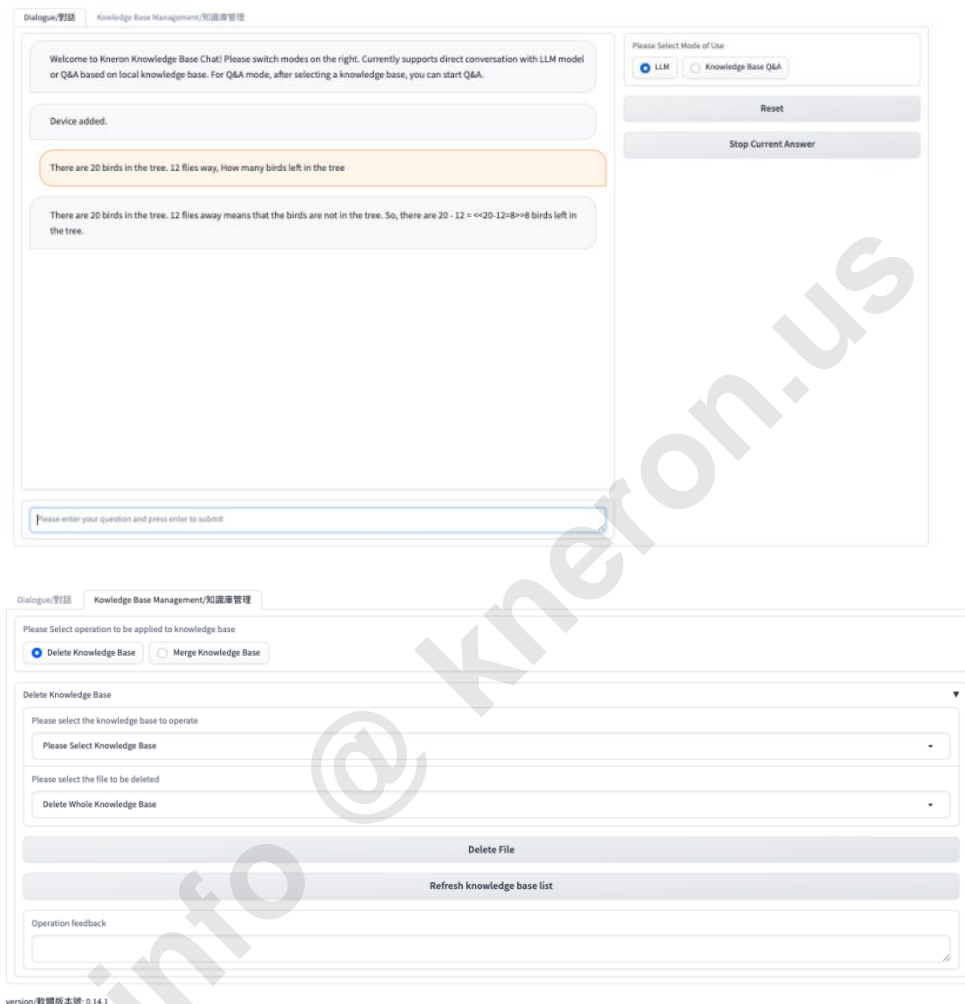 Dialogue/對話 Kowledge Base Management/知識庫管理
Welcome to Kneron Knowledge Base Chat! Please switch modes on the right. Currently supports direct conversation with LLM model
or Q&A based on local knowledge base. For Q&A mode, after selecting a knowledge base, you can start Q&A.
Please Select Mode of Use
LLM Knowledge Base Q&A
Reset
Device added.
Stop Current Answer
There are 20 birds in the tree. 12 flies way, How many birds left in the tree
There are 20 birds in the tree. 12 flies away means that the birds are not in the tree. So, there are 20 - 12 = <<20-12=8>>8 birds left in
the tree.
Please enter your question and press enter to submit
Dialogue/對話 Kowledge Base Management/知識庫管理
Please Select operation to be applied to knowledge base
Delete Knowledge Base Merge Knowledge Base
Delete Knowledge Base
Please select the knowledge base to operate
Please Select Knowledge Base
Please select the file to be deleted
Delete Whole Knowledge Base
Delete File
Refresh knowledge base list
Operation feedback
version/軟體版本號: 0.14.1
info @ kneron.us